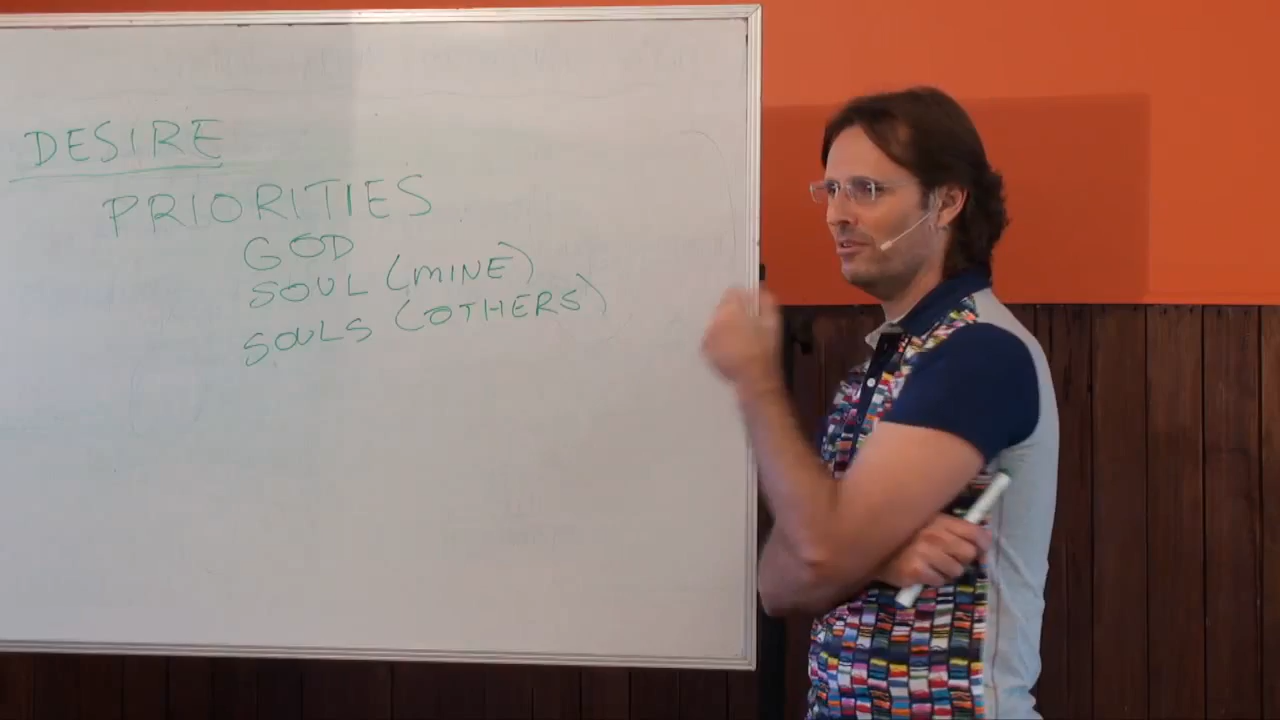 DESIRE
PRIORITIES
GOD
SOUL (MINE)
SOULS (OTHERS)